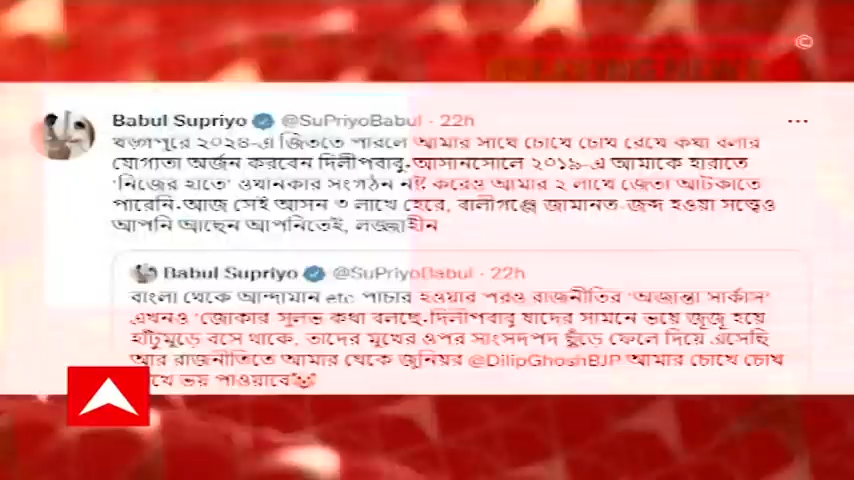 ©
BREAKING NEWS
Babul Supriyo @SuPriyoBabul · 22h
খড়গপুরে ২০২৪-এ জিততে পারলে আমার সাথে চোখে চোখ রেখে কথা বলার
যোগ্যতা অর্জন করবেন দিলীপবাবু-আসানসোলে ২০১৯-এ আমাকে হারাতে
'নিজের হাতে' ওখানকার সংগঠন নষ্ট করেও আমার ২ লাখে জেতা আটকাতে
পারেনি-আজ সেই আসন ৩ লাখে হেরে, বালীগঞ্জে জামানত-জব্দ হওয়া সত্ত্বেও
আপনি আছেন আপনিতেই, লজ্জাহীন
Babul Supriyo @SuPriyoBabul · 22h
বাংলা থেকে আন্দামান etc পাচার হওয়ার পরও রাজনীতির 'অজান্তা সার্কাস'
এখনও 'জোকার সুলভ কথা বলছে-দিলীপবাবু যাদের সামনে ভয়ে জূজূ হয়ে
হাঁটুমুড়ে বসে থাকে, তাদের মুখের ওপর সাংসদপদ ছুঁড়ে ফেলে দিয়ে এসেছি
আর রাজনীতিতে আমার থেকে জুনিয়র @DilipGhoshBJP আমার চোখে চোখ
রেখে ভয় পাওয়াবে